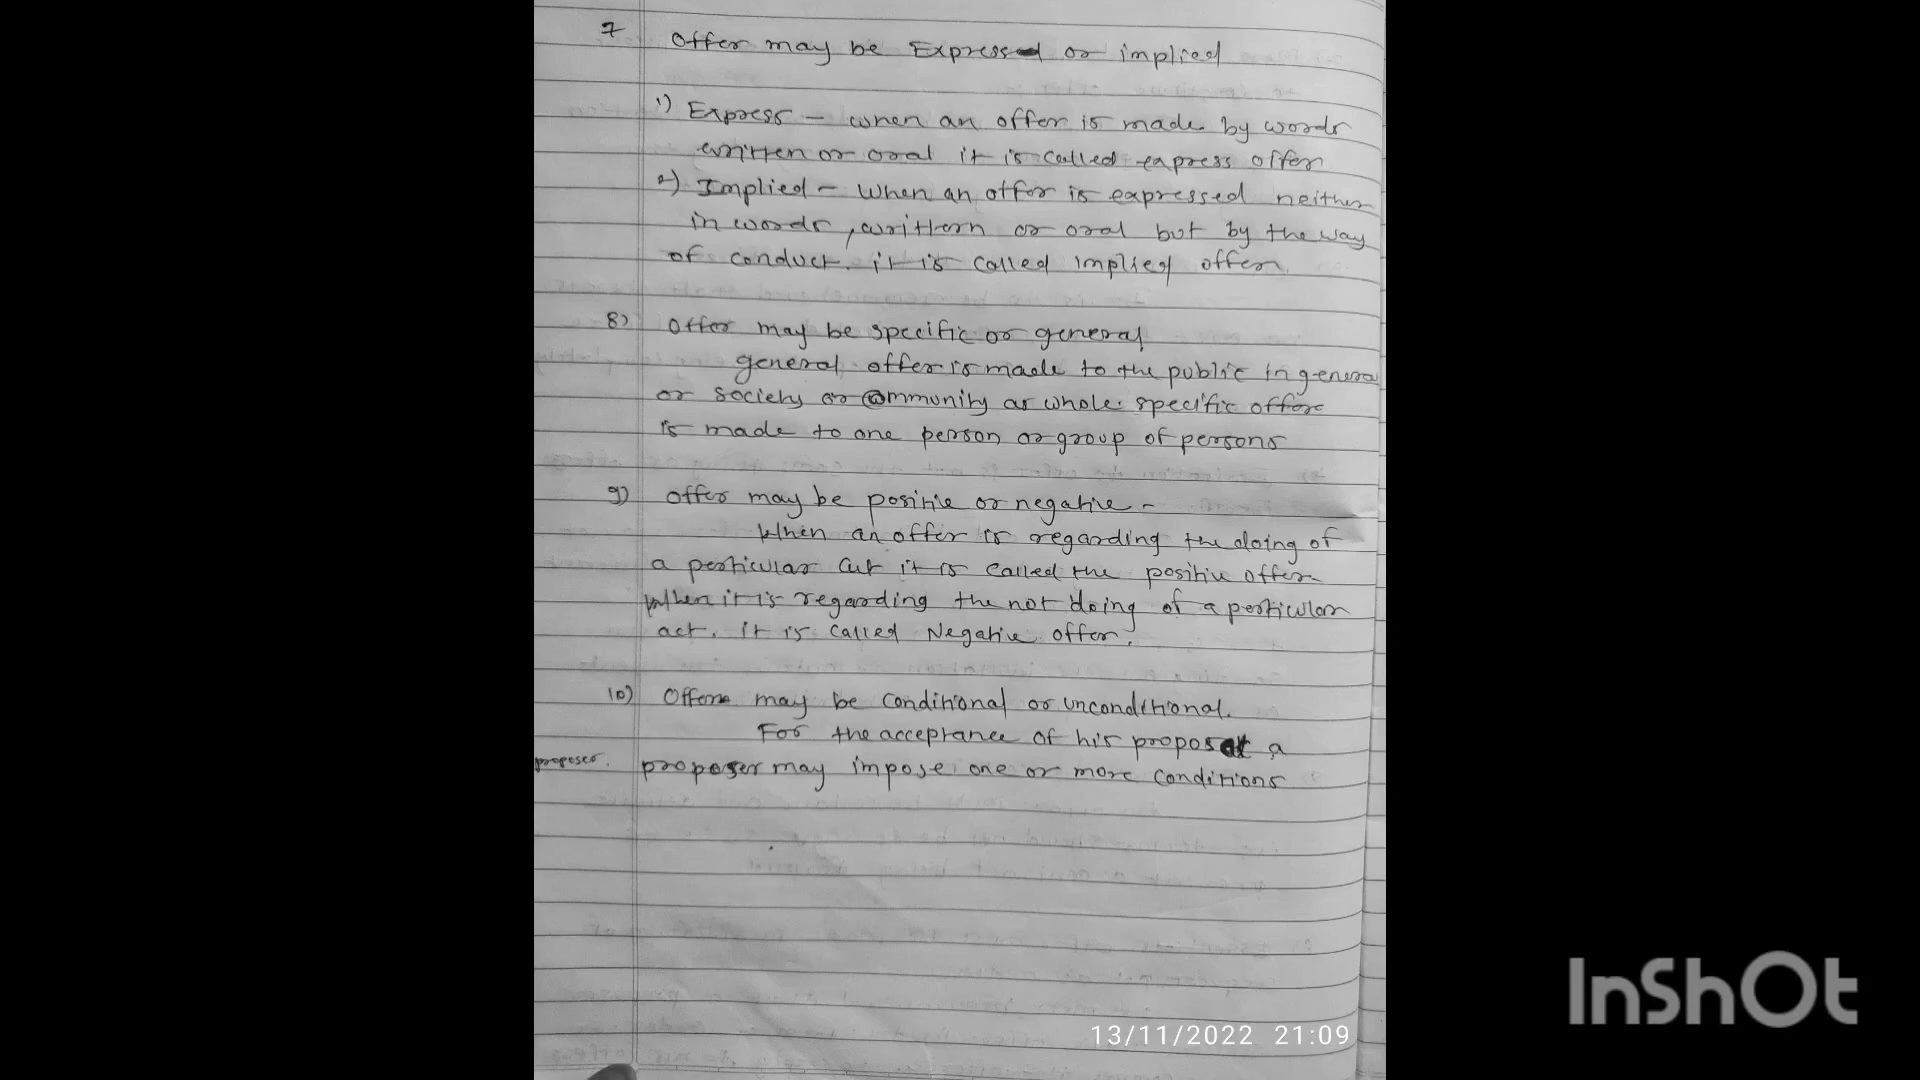 7 Offer may be Express or implied
1) Express - when an offer is made by words
written or oral it is called express offer
2) Implied - When an offer is expressed neither
in words, writtern or oral but by the way
of conduct. it is called implied offer.
8) Offer may be specific or general
general offer is made to the public in genera
or society or community as whole. specific offer
is made to one person or group of persons
9) offer may be positie or negative -
When an offer is regarding the doing of
a perticular act it is called the positive offer.
When it is regarding the not doing of a perticular
act. it is called Negative offer.
10) Offer may be conditional or unconditional.
For the acceptance of his proposal a
proposer. proposer may impose one or more conditions
13/11/2022 21:09
InShOt